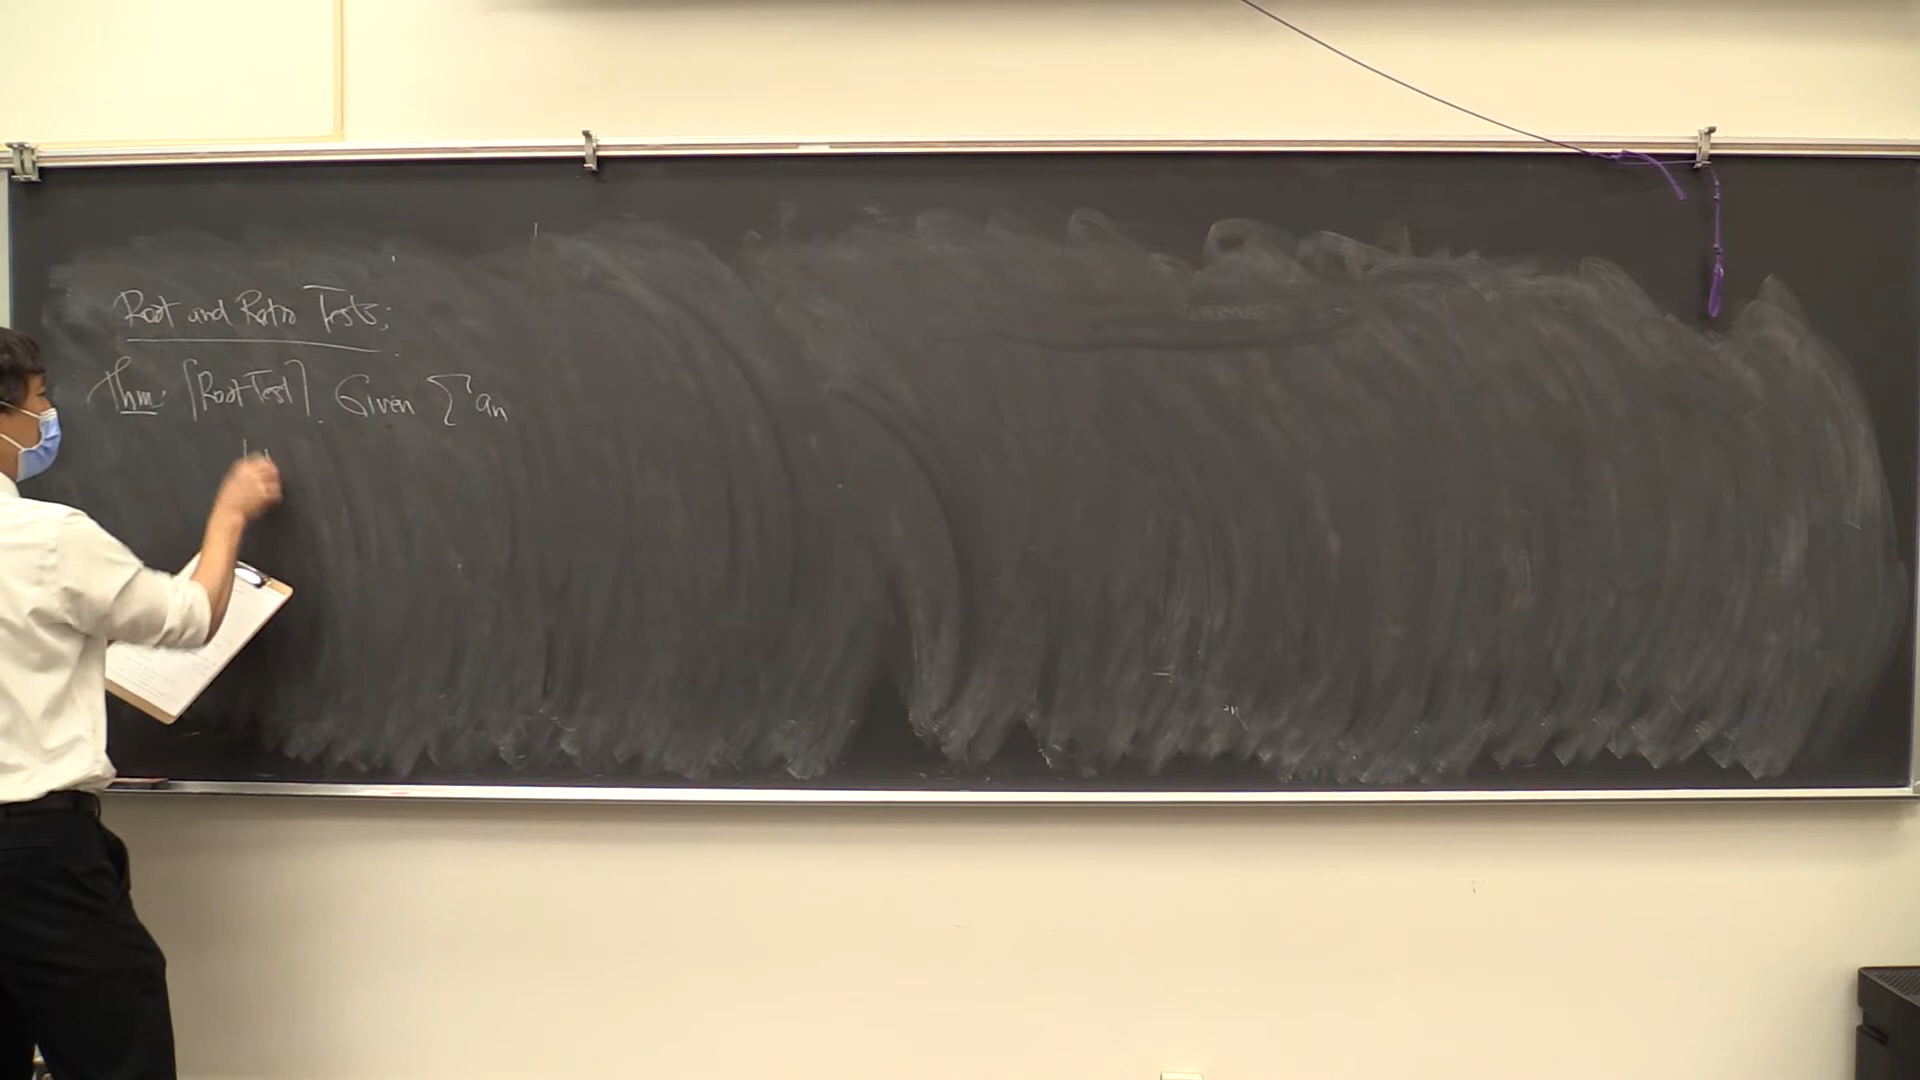 Root and Ratio Tests:
Thm: [Root Test]. Given ∑ aₙ